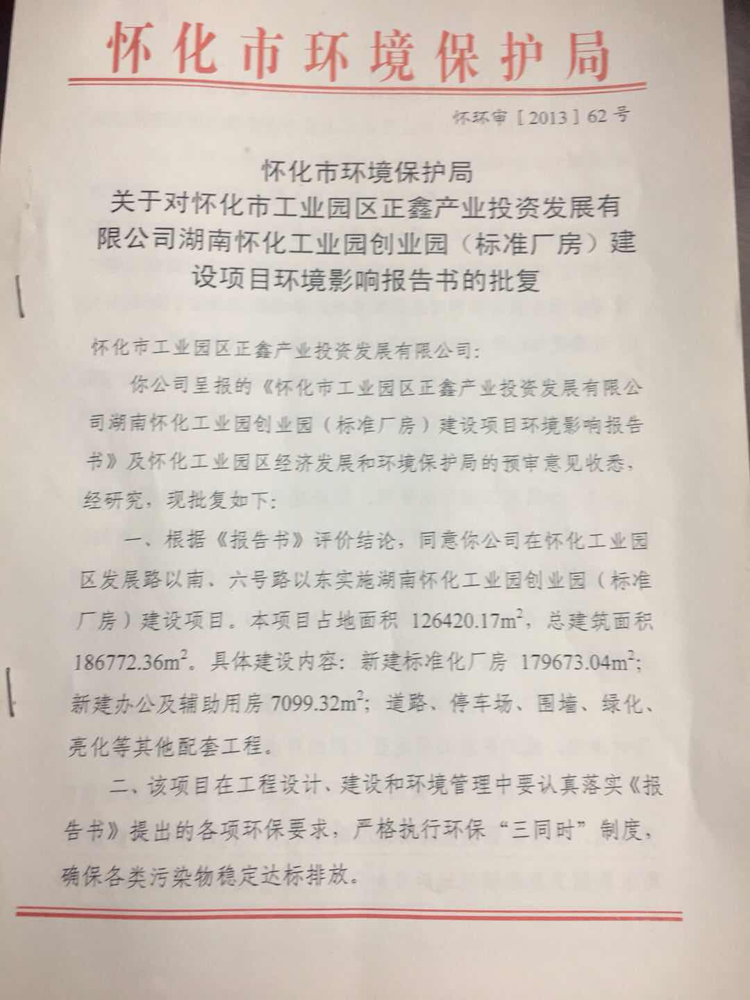 怀化市环境保护局
怀环审［2013］62号
怀化市环境保护局
关于对怀化市工业园区正鑫产业投资发展有
限公司湖南怀化工业园创业园（标准厂房）建
设项目环境影响报告书的批复
怀化市工业园区正鑫产业投资发展有限公司：
你公司呈报的《怀化市工业园区正鑫产业投资发展有限公
司湖南怀化工业园创业园（标准厂房）建设项目环境影响报告
书》及怀化工业园区经济发展和环境保护局的预审意见收悉，
经研究，现批复如下：
一、根据《报告书》评价结论，同意你公司在怀化工业园
区发展路以南、六号路以东实施湖南怀化工业园创业园（标准
厂房）建设项目。本项目占地面积 126420.17m²，总建筑面积
186772.36m²。具体建设内容：新建标准化厂房 179673.04m²；
新建办公及辅助用房 7099.32m²；道路、停车场、围墙、绿化、
亮化等其他配套工程。
二、该项目在工程设计、建设和环境管理中要认真落实《报
告书》提出的各项环保要求，严格执行环保“三同时”制度，
确保各类污染物稳定达标排放。